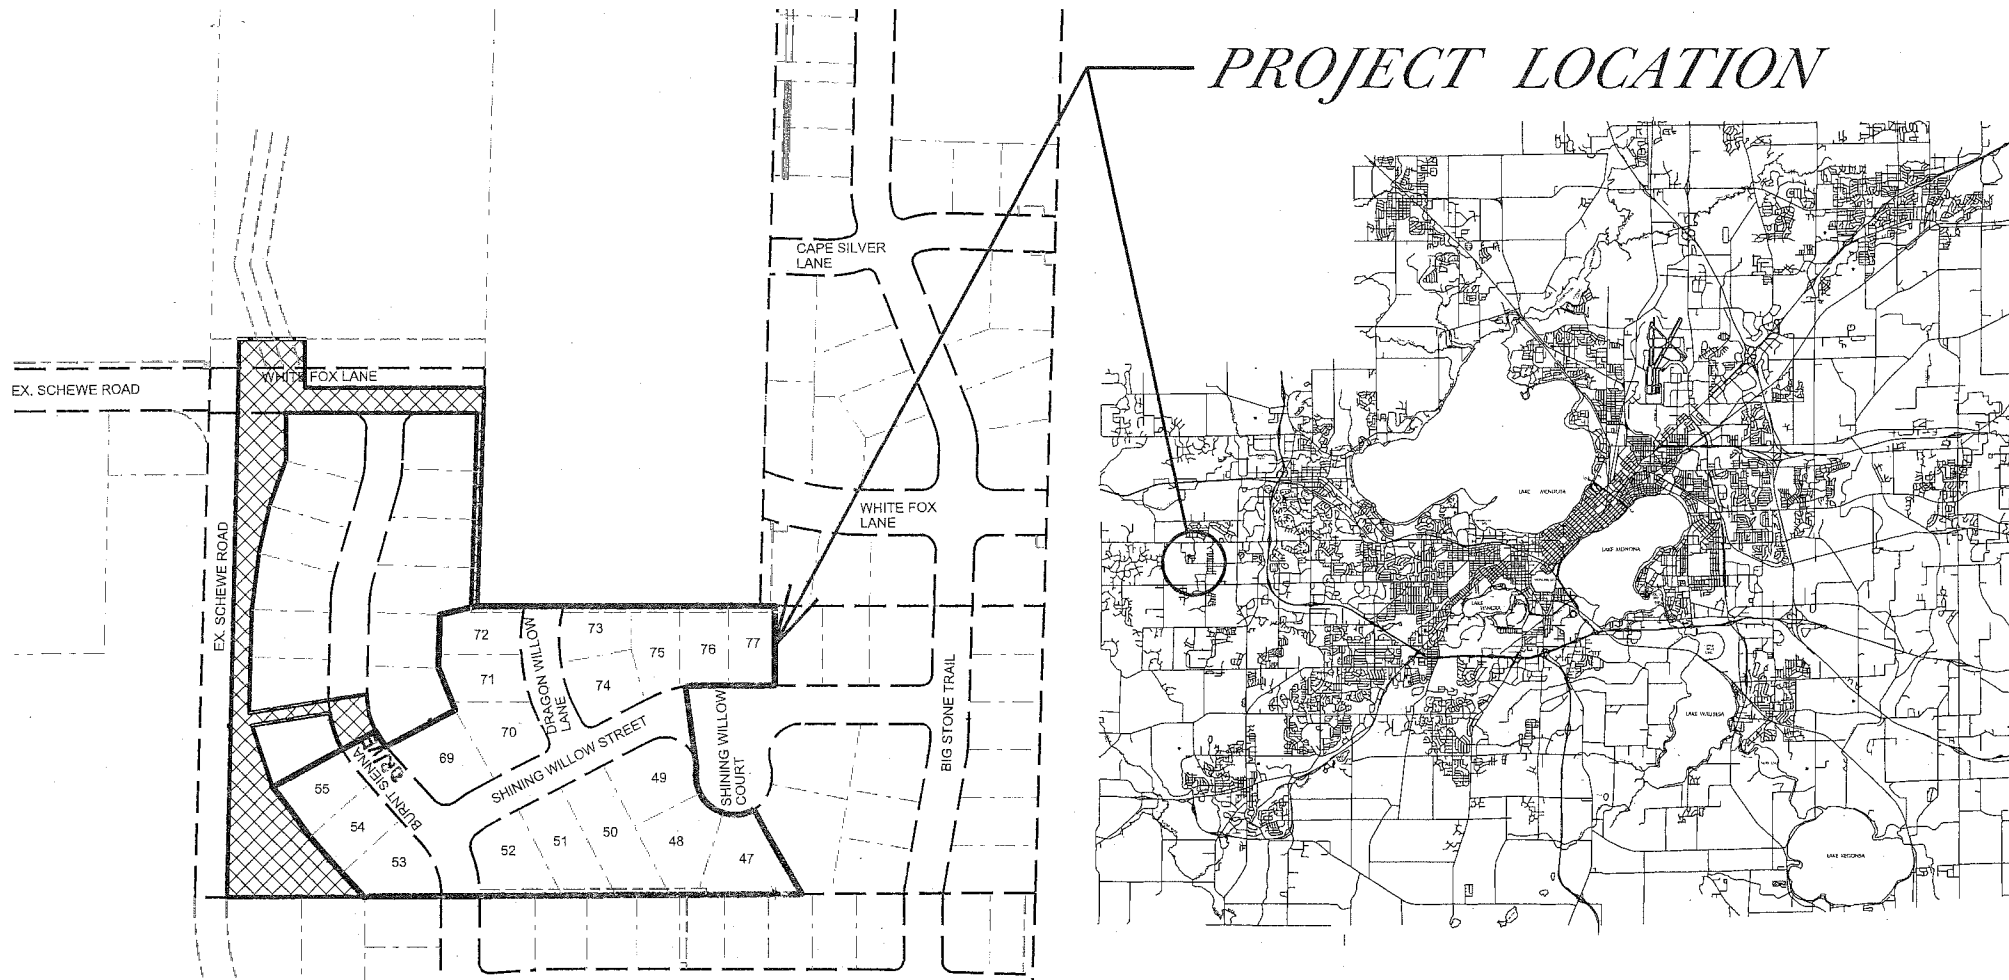 PROJECT LOCATION
CAPE SILVER
LANE
WHITE FOX LANE
EX. SCHEWE ROAD
WHITE FOX
LANE
EX. SCHEWE ROAD
72
73
75
76
77
71
74
DRAGON WILLOW
LANE
70
69
SHINING WILLOW STREET
SHINING WILLOW
COURT
BIG STONE TRAIL
BURNT SIENNA
DRIVE
55
54
53
52
51
50
49
48
47
LAKE MENDOTA
LAKE MONONA
LAKE
WINGRA
LAKE WAUBESA
LAKE KEGONSA